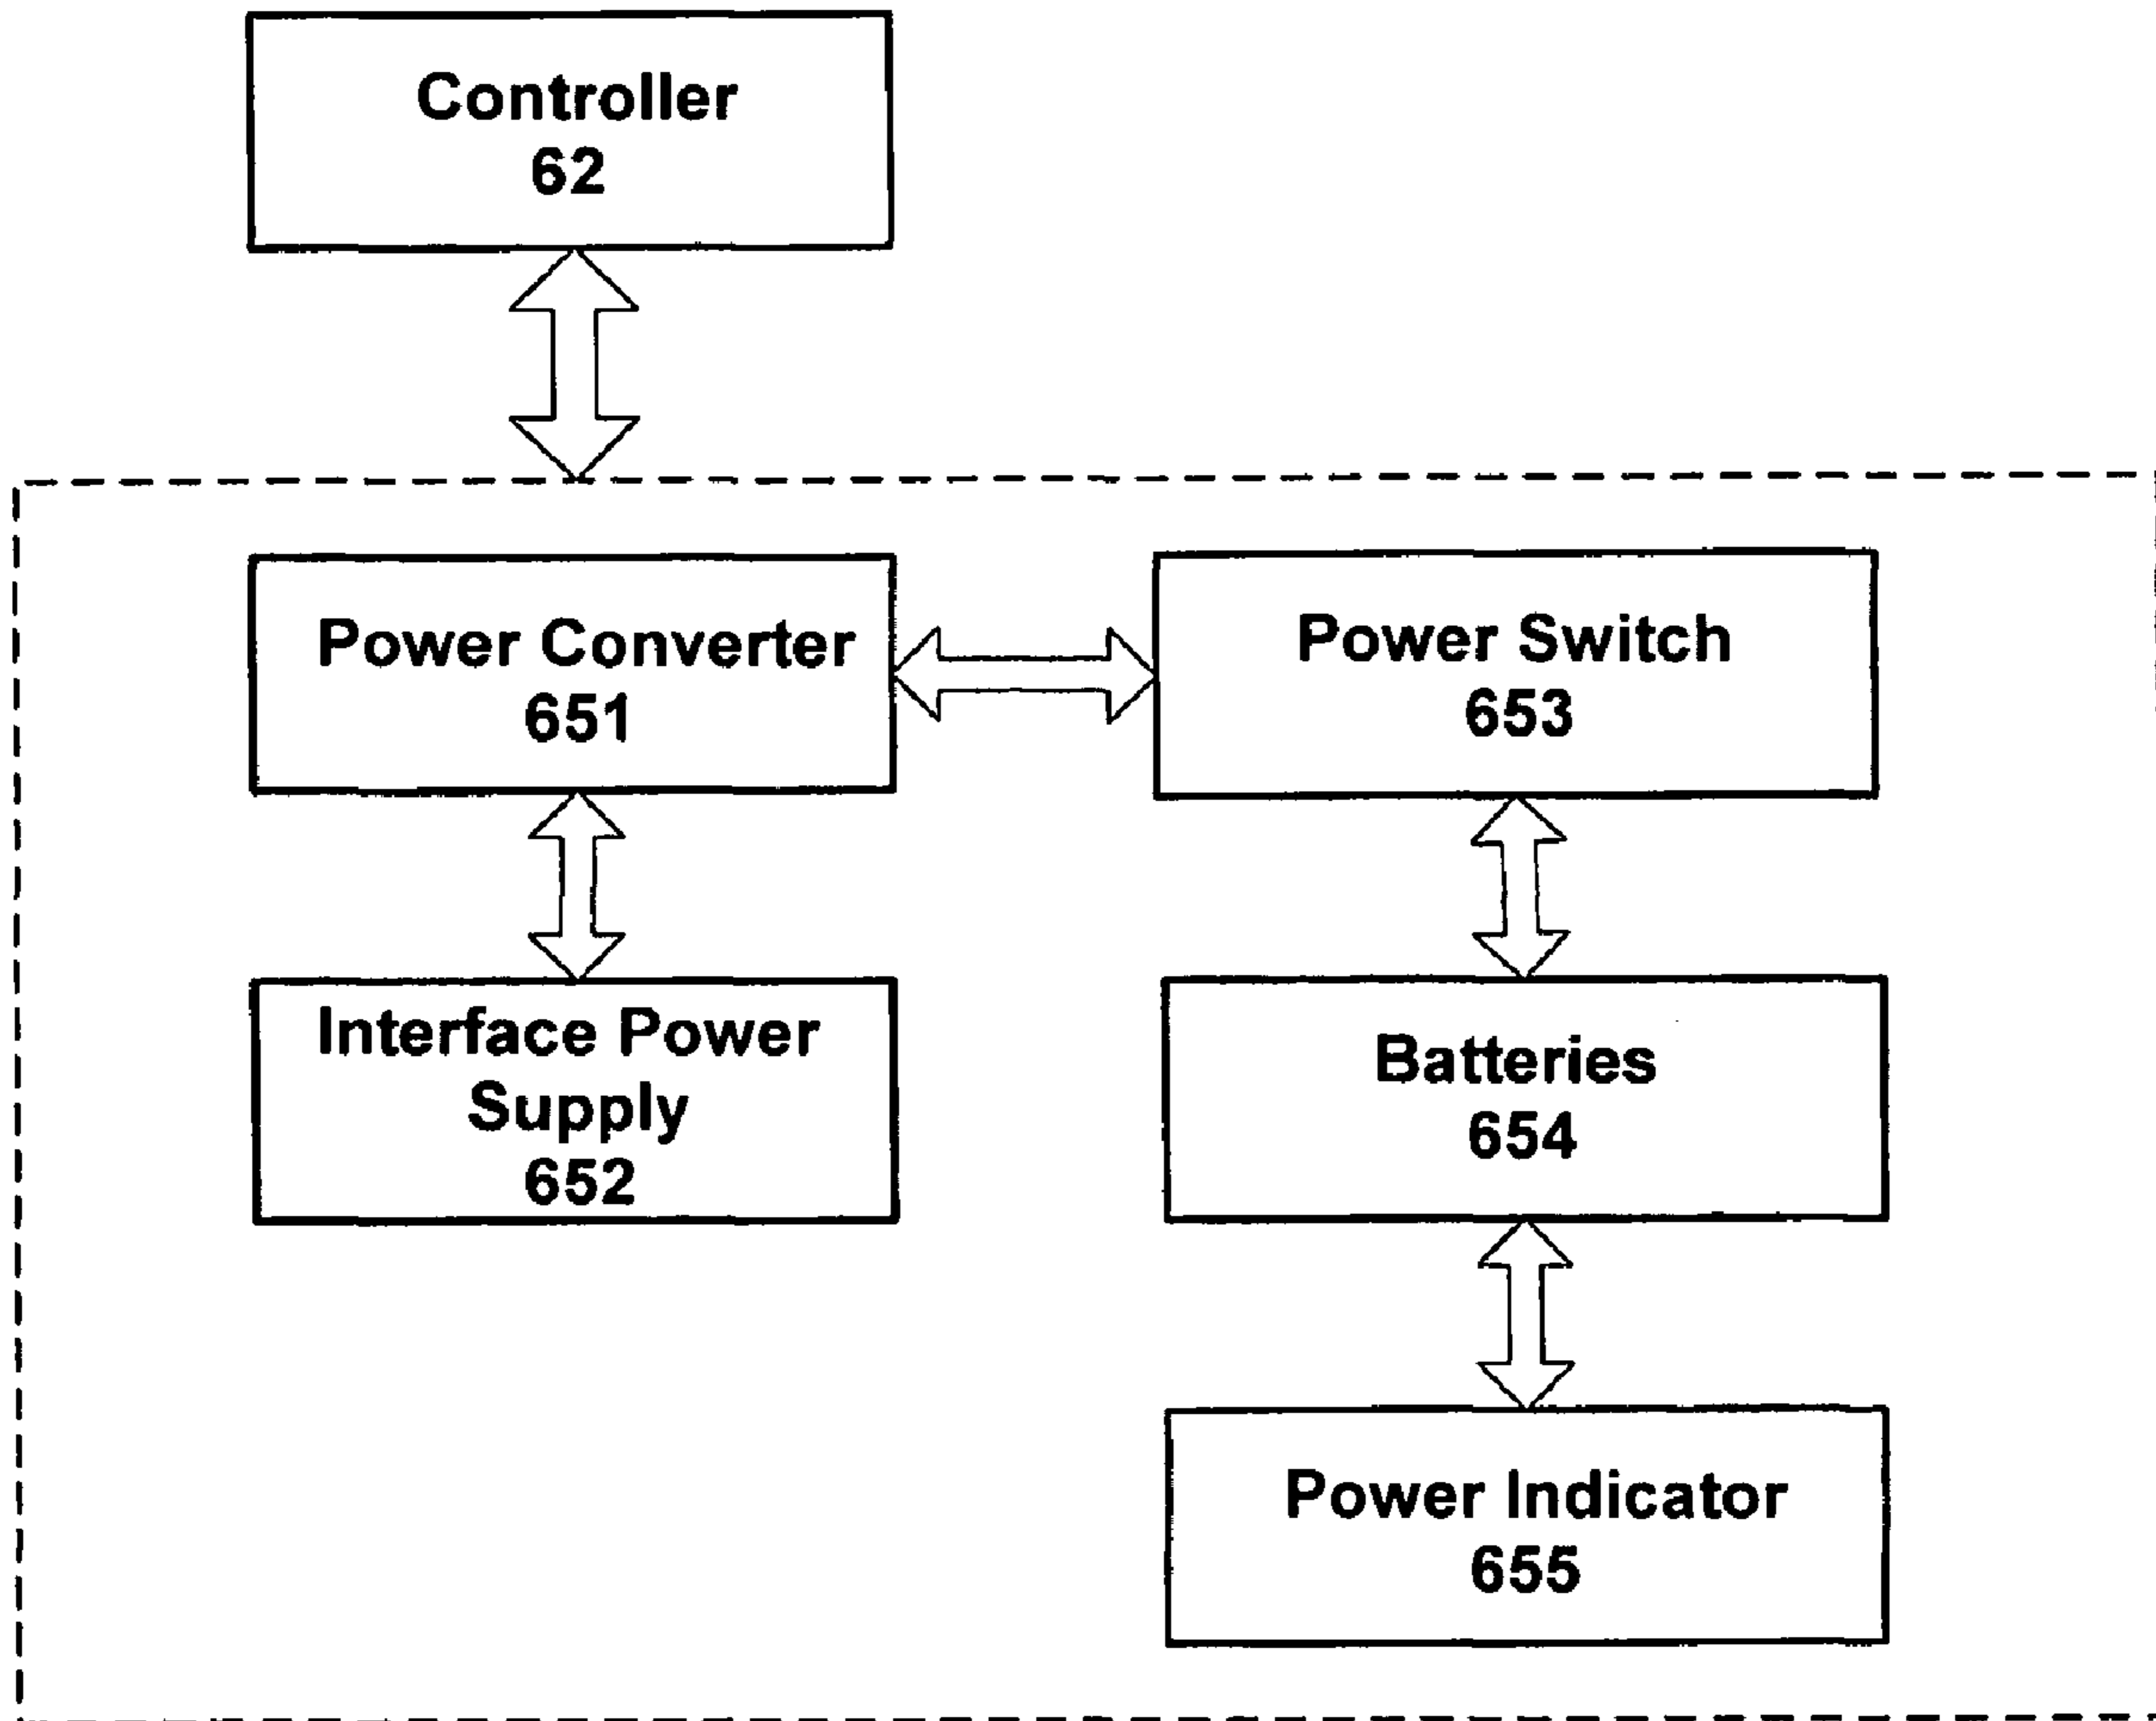 Controller
62
Power Converter
651
Power Switch
653
Interface Power
Supply
652
Batteries
654
Power Indicator
655